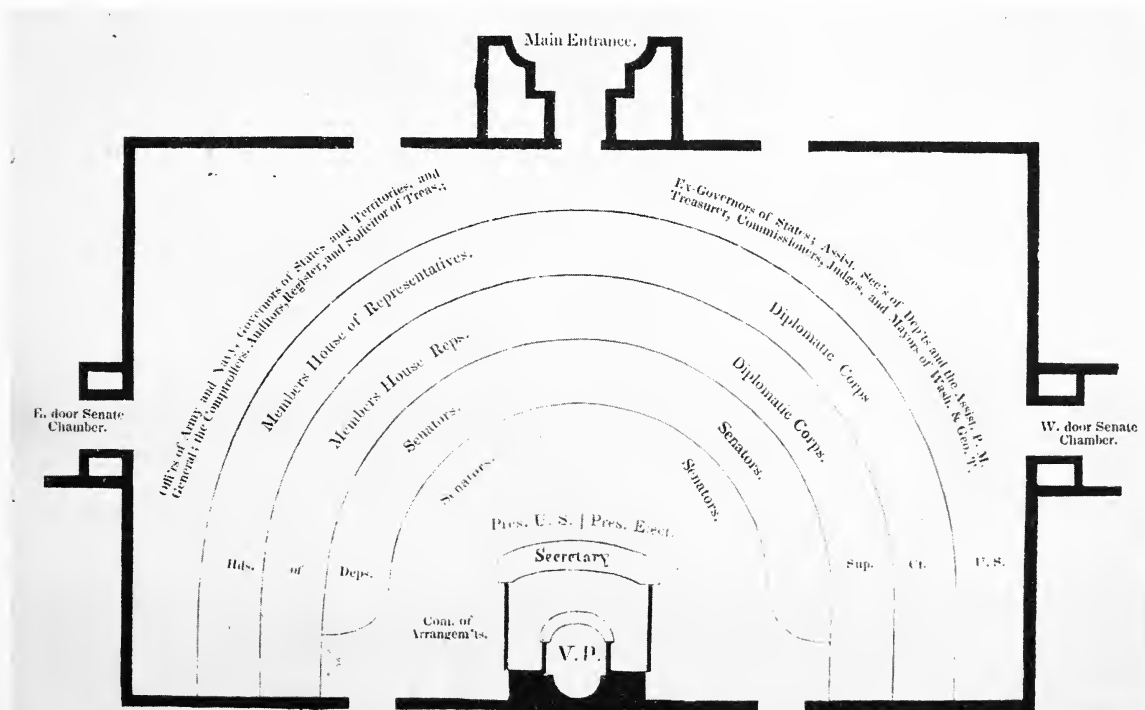 Main Entrance.
Offi'rs of Army and Navy, Governors of States and Territories, and
General; the Comptrollers, Auditors, Register, and Solicitor of Treas.;
Ex-Governors of States; Assist. Sec's of Dep'ts and the Assist. P. M.
Treasurer, Commissioners, Judges, and Mayors of Wash. & Geo. T.
Members House of Representatives.
Diplomatic Corps
Members House Reps.
Diplomatic Corps.
Senators.
Senators.
Senators.
Senators.
E. door Senate
Chamber.
W. door Senate
Chamber.
Pres. U. S. | Pres. Elect.
Secretary
Hds. of Deps.
Sup. Ct. U.S.
Com. of
Arrangem'ts.
V. P.